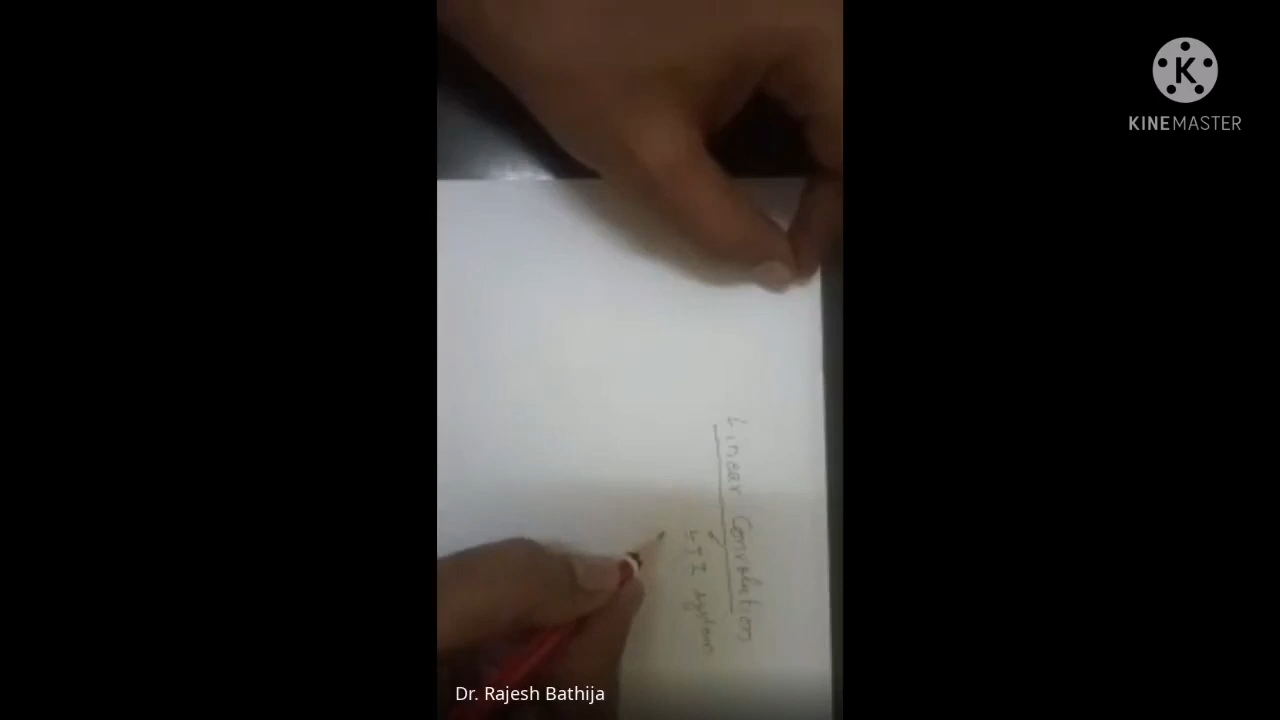 KINEMASTER
Linear Convolution
LTI system
Dr. Rajesh Bathija